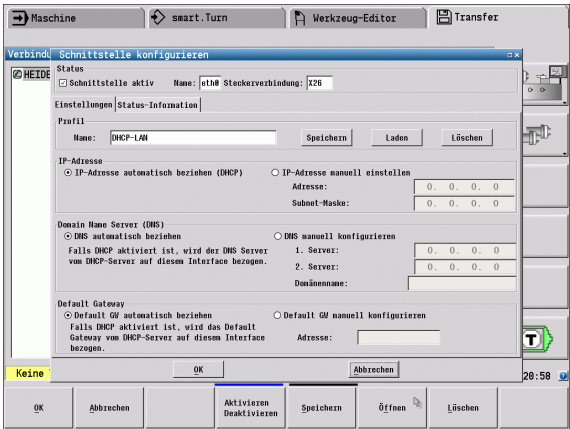 Maschine
smart.Turn
Werkzeug-Editor
Transfer
Verbindu
Schnittstelle konfigurieren
HEIDE
Status
Schnittstelle aktiv Name: eth0 Steckerverbindung: X26
Einstellungen Status-Information
Profil
Name: DHCP-LAN Speichern Laden Löschen
IP-Adresse
IP-Adresse automatisch beziehen (DHCP) IP-Adresse manuell einstellen
Adresse: 0. 0. 0. 0
Subnet-Maske: 0. 0. 0. 0
Domain Name Server (DNS)
DNS automatisch beziehen DNS manuell konfigurieren
Falls DHCP aktiviert ist, wird der DNS Server 1. Server: 0. 0. 0. 0
vom DHCP-Server auf diesem Interface bezogen. 2. Server: 0. 0. 0. 0
Domänenname:
Default Gateway
Default GW automatisch beziehen Default GW manuell konfigurieren
Falls DHCP aktiviert ist, wird das Default
Gateway vom DHCP-Server auf diesem Interface Adresse:
bezogen.
T
OK Abbrechen
Keine 20:58
OK Abbrechen Aktivieren Deaktivieren Speichern Öffnen Löschen